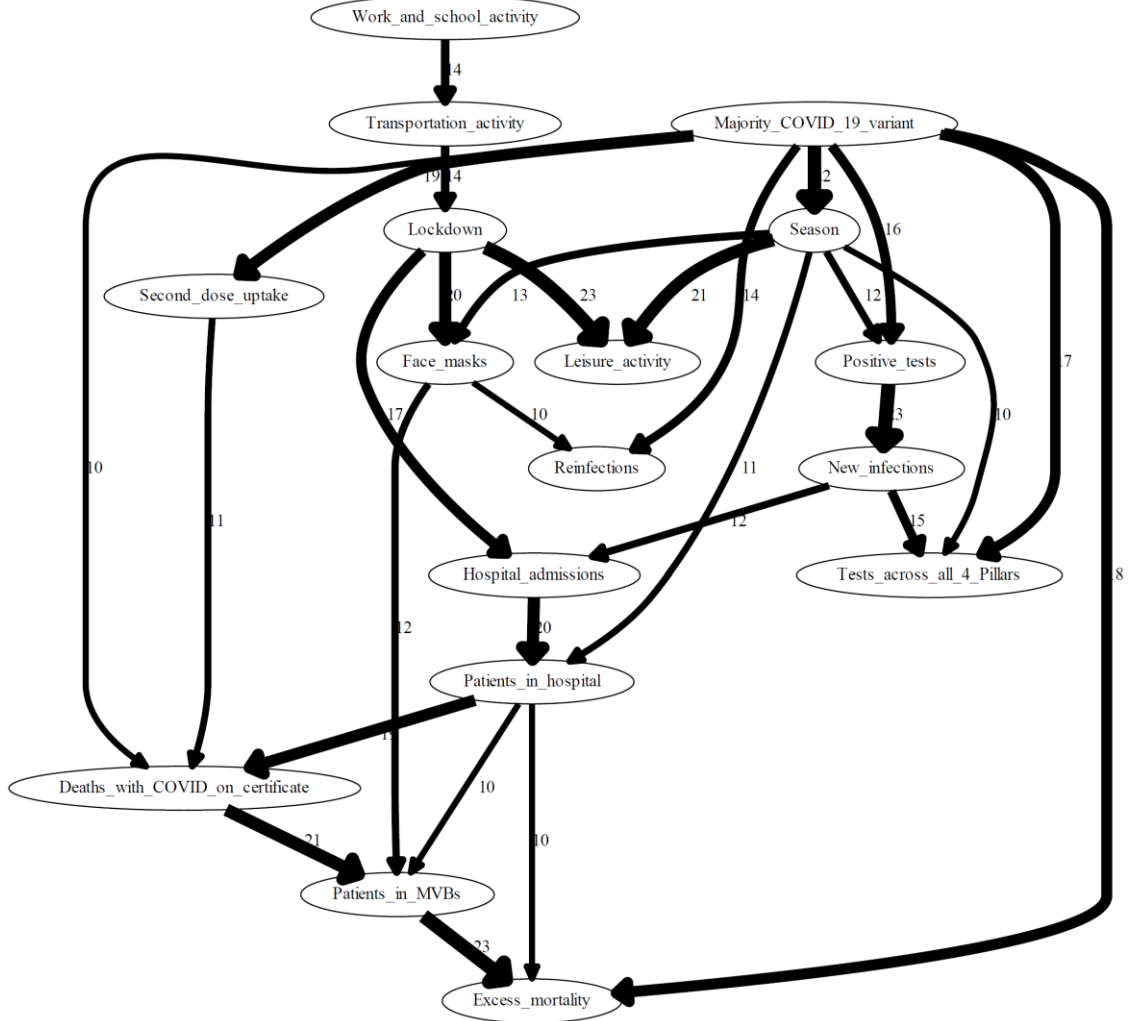 Work_and_school_activity
14
Transportation_activity
Majority_COVID_19_variant
19
14
Lockdown
Season
16
Second_dose_uptake
20
13
23
21
14
12
Face_masks
Leisure_activity
Positive_tests
17
17
10
23
10
Reinfections
New_infections
10
11
11
12
15
Hospital_admissions
Tests_across_all_4_Pillars
18
12
20
Patients_in_hospital
Deaths_with_COVID_on_certificate
10
21
10
Patients_in_MVBs
23
Excess_mortality